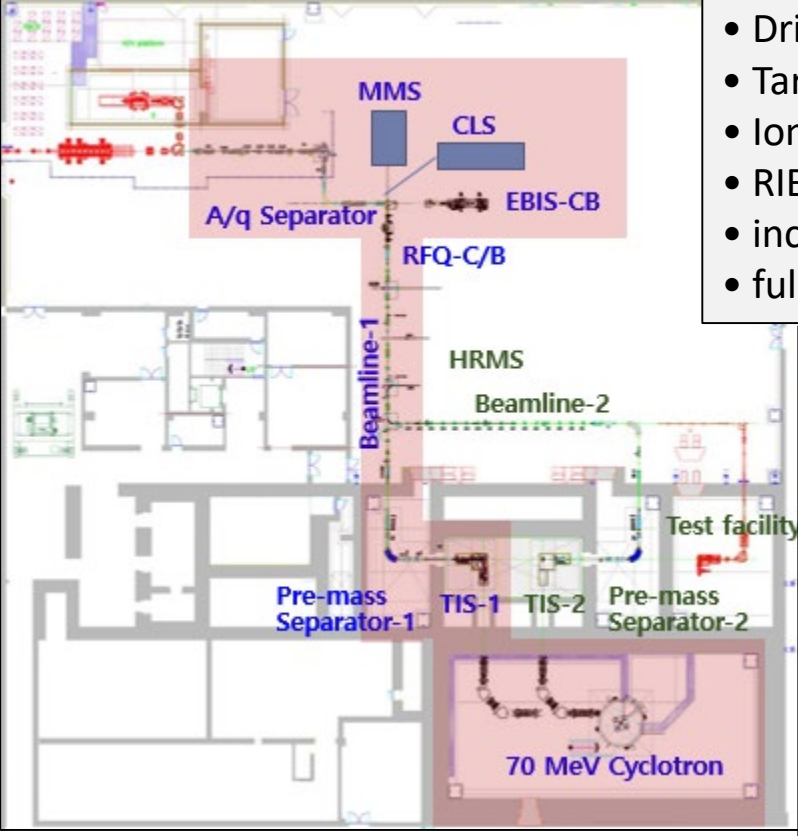 • Dri
• Tar
• Ion
• RIE
• inc
• ful
MMS
CLS
A/q Separator
EBIS-CB
RFQ-C/B
Beamline-1
HRMS
Beamline-2
Test facility
Pre-mass
Separator-1
TIS-1
TIS-2
Pre-mass
Separator-2
70 MeV Cyclotron